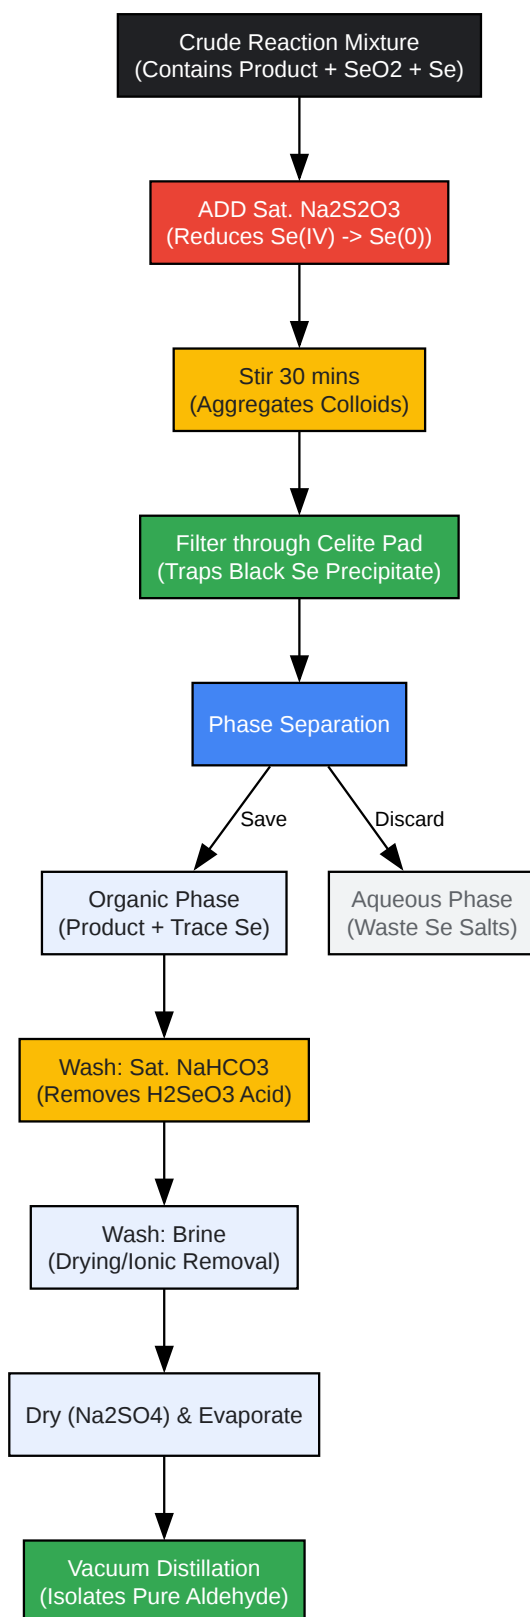 Crude Reaction Mixture
(Contains Product + SeO2 + Se)
ADD Sat. Na2S2O3
(Reduces Se(IV) -> Se(0))
Stir 30 mins
(Aggregates Colloids)
Filter through Celite Pad
(Traps Black Se Precipitate)
Phase Separation
Save
Discard
Organic Phase
(Product + Trace Se)
Aqueous Phase
(Waste Se Salts)
Wash: Sat. NaHCO3
(Removes H2SeO3 Acid)
Wash: Brine
(Drying/Ionic Removal)
Dry (Na2SO4) & Evaporate
Vacuum Distillation
(Isolates Pure Aldehyde)